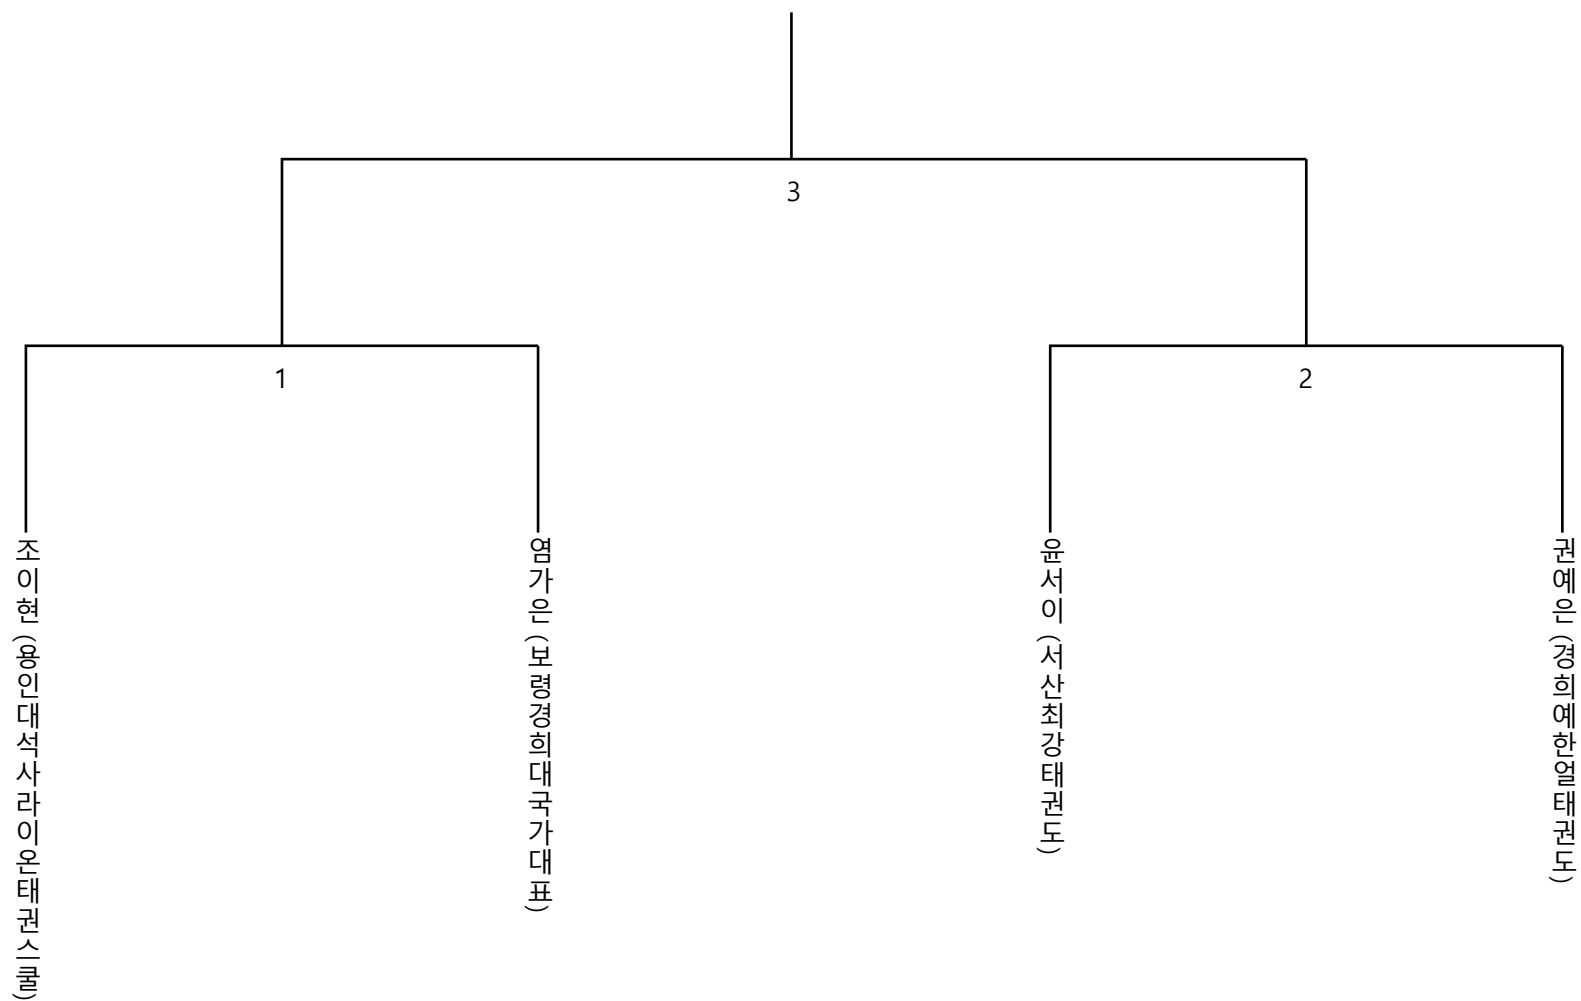 3
1
2
조이현 (용인대석사라이온태권스쿨)
염가은 (보령경희대국가대표)
윤서이 (서산최강태권도)
권예은 (경희예한얼태권도)